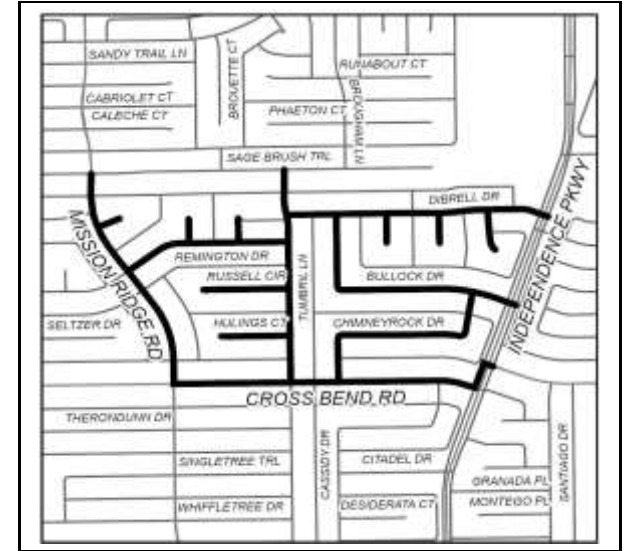 SANDY TRAIL LN
BROUETTE CT
RUNABOUT CT
CABRIOLET CT
CALECHE CT
PHAETON CT
BROUGHAM LN
SAGE BRUSH TRL
DIBRELL DR
MISSION RIDGE RD
INDEPENDENCE PKWY
REMINGTON DR
RUSSELL CIR
TUMBRIL LN
BULLOCK DR
SELTZER DR
HULINGS CT
CHIMNEYROCK DR
CROSS BEND RD
THERONDUNN DR
CASSIDY DR
SANTIAGO DR
SINGLETREE TRL
CITADEL DR
GRANADA PL
WHIFFLETREE DR
DESIDERATA CT
MONTEGO PL